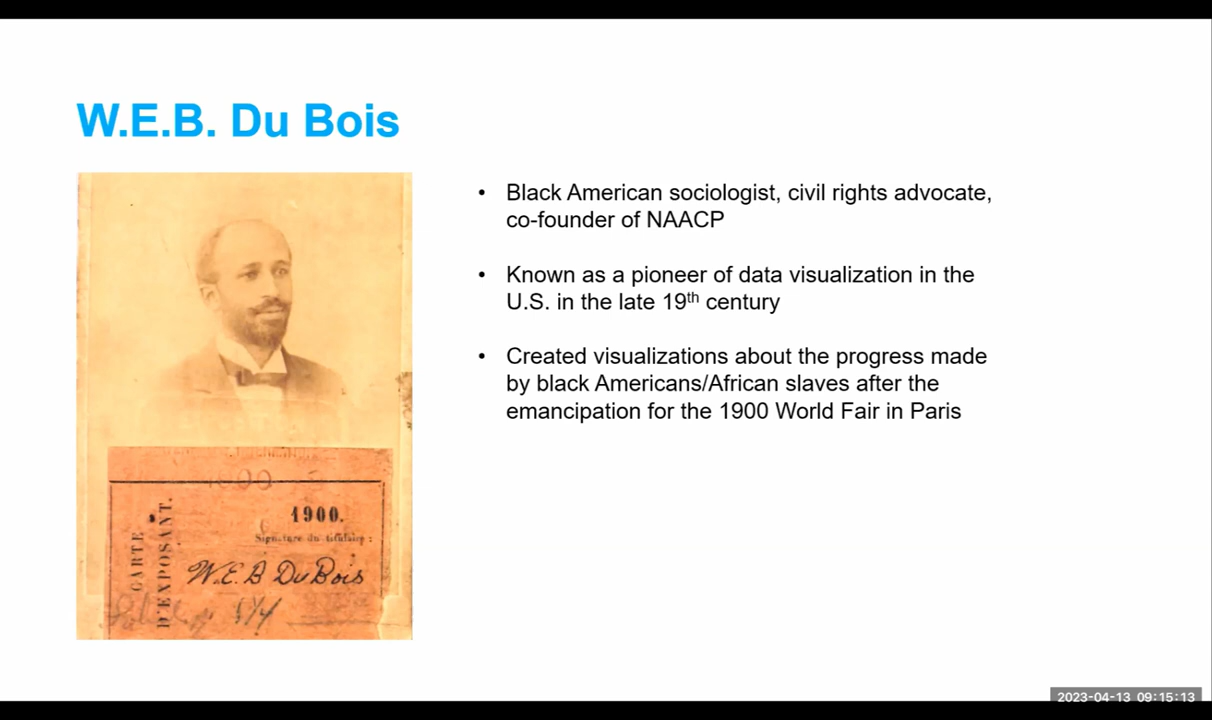 W.E.B. Du Bois
• Black American sociologist, civil rights advocate,
co-founder of NAACP
• Known as a pioneer of data visualization in the
U.S. in the late 19th century
• Created visualizations about the progress made
by black Americans/African slaves after the
emancipation for the 1900 World Fair in Paris
CARTE
D'EXPOSANT.
1900.
Signature du titulaire :
W.E.B DuBois
2023-04-13 09:15:13